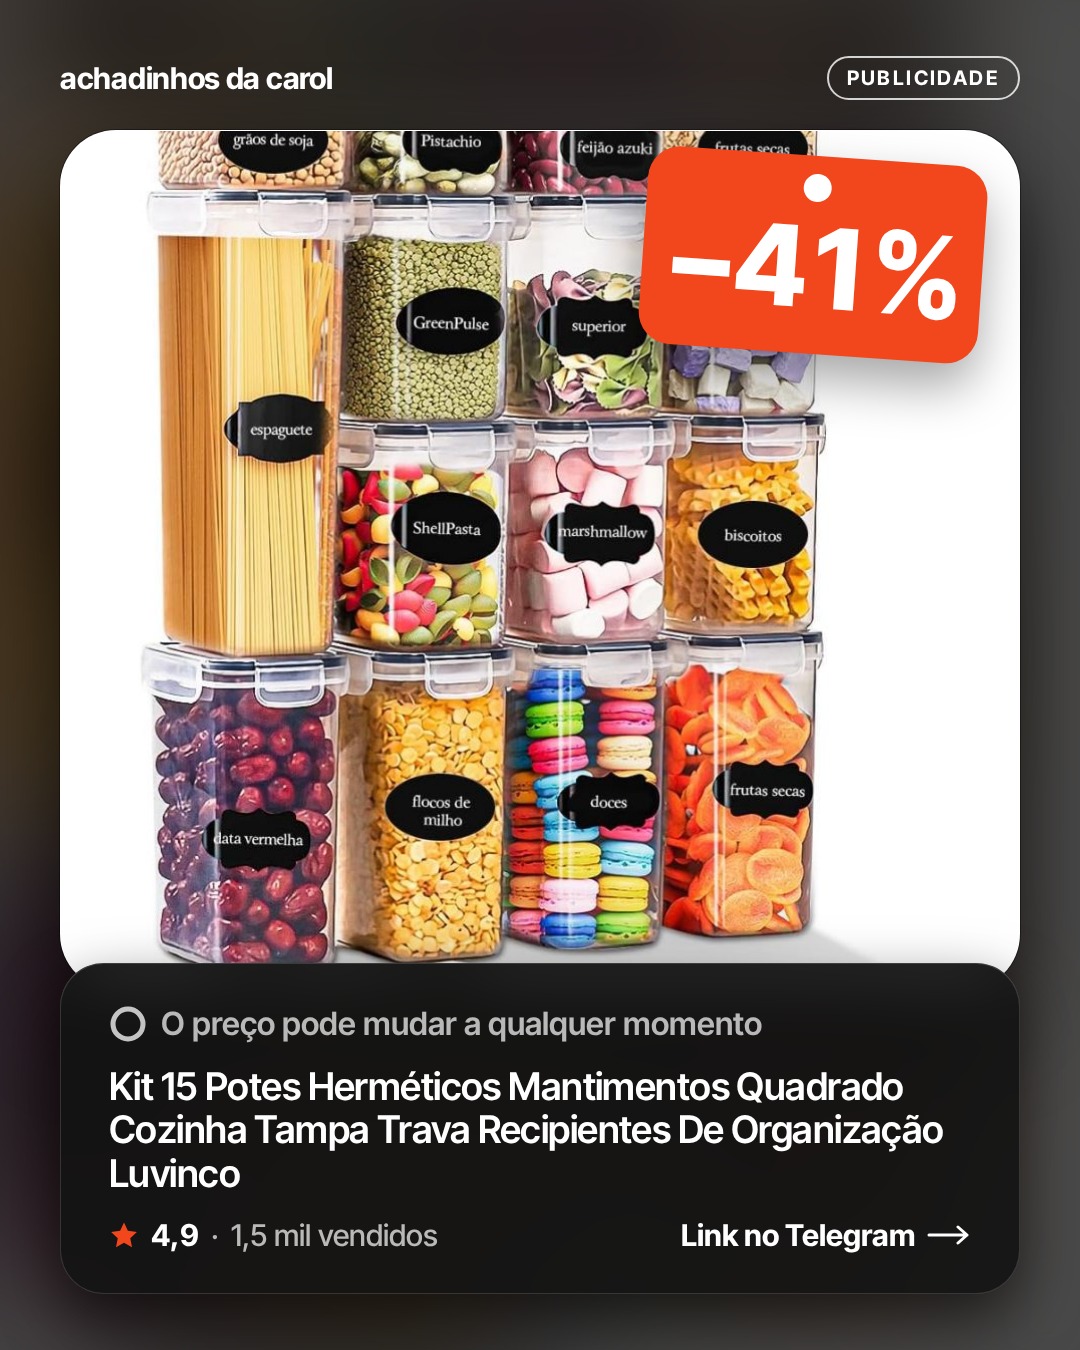 achadinhos da carol
PUBLICIDADE
grãos de soja
Pistachio
feijão azuki
frutas secas
−41%
GreenPulse
superior
espaguete
ShellPasta
marshmallow
biscoitos
data vermelha
flocos de
milho
doces
frutas secas
O preço pode mudar a qualquer momento
Kit 15 Potes Herméticos Mantimentos Quadrado
Cozinha Tampa Trava Recipientes De Organização
Luvinco
4,9 · 1,5 mil vendidos
Link no Telegram →